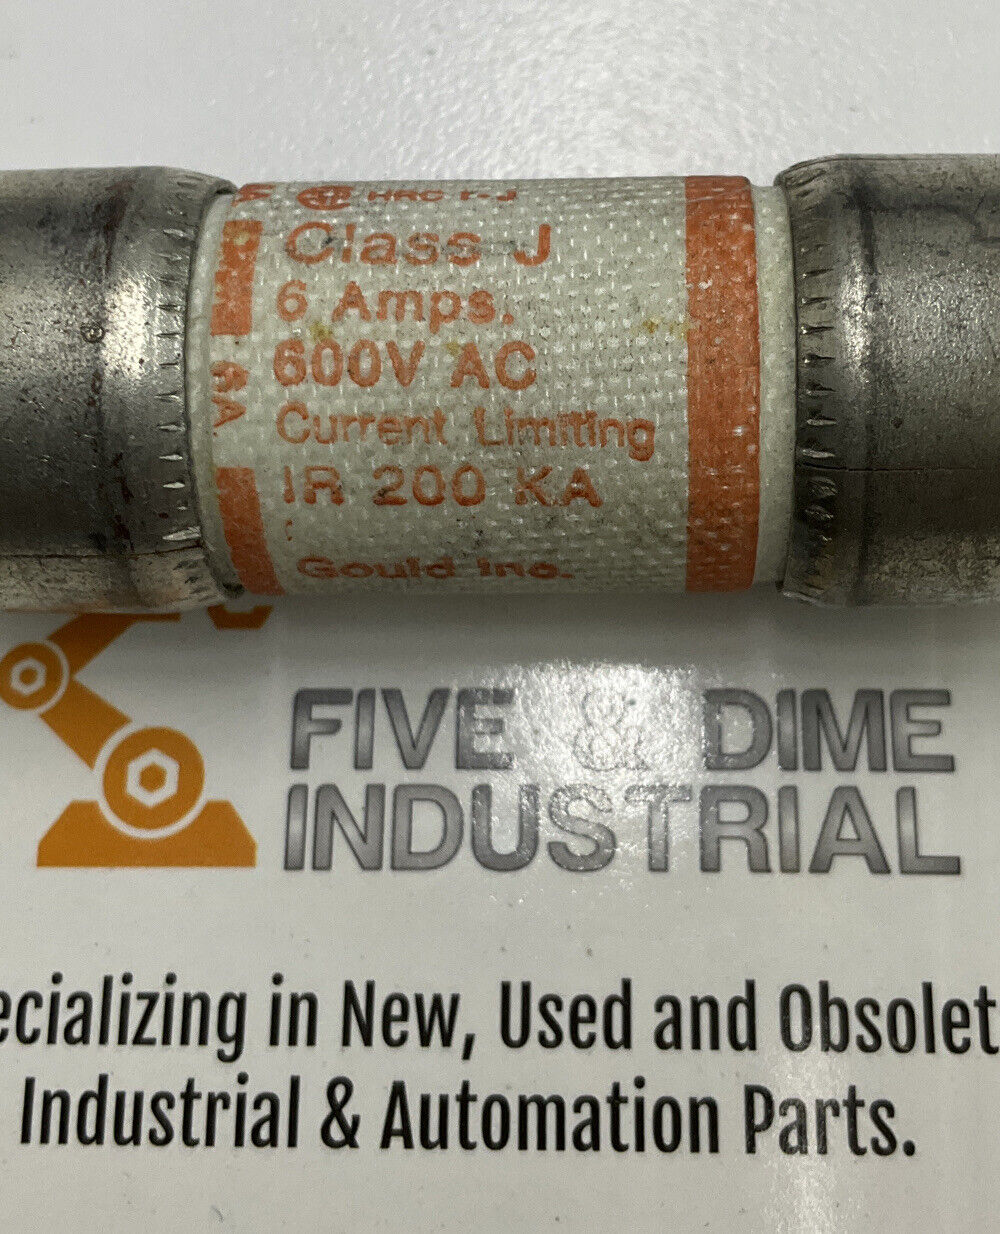 HRC I-J
Class J
6 Amps.
600V AC
6A.
Current Limiting
IR 200 KA
Gould Inc.
FIVE & DIME
INDUSTRIAL
ecializing in New, Used and Obsolet
Industrial & Automation Parts.